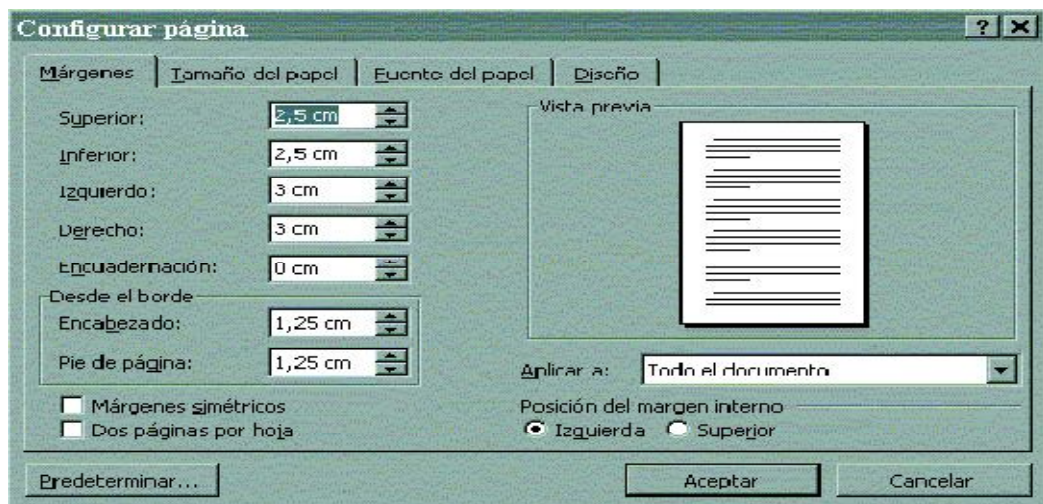 Configurar página
Márgenes Tamaño del papel Fuente del papel Diseño
Superior: 2,5 cm
Inferior: 2,5 cm
Izquierdo: 3 cm
Derecho: 3 cm
Encuadernación: 0 cm
Desde el borde
Encabezado: 1,25 cm
Pie de página: 1,25 cm
Márgenes simétricos
Dos páginas por hoja
Vista previa
Aplicar a: Todo el documento
Posición del margen interno
Izquierda Superior
Predeterminar... Aceptar Cancelar